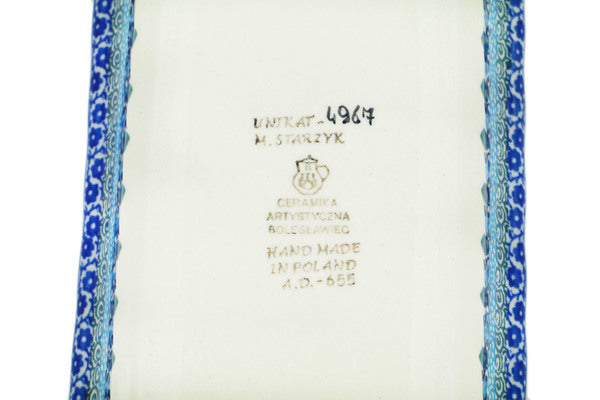 UNIKAT-4967
M. STARZYK
CERAMIKA
ARTYSTYCZNA
BOLESŁAWIEC
HAND MADE
IN POLAND
A.D.-655